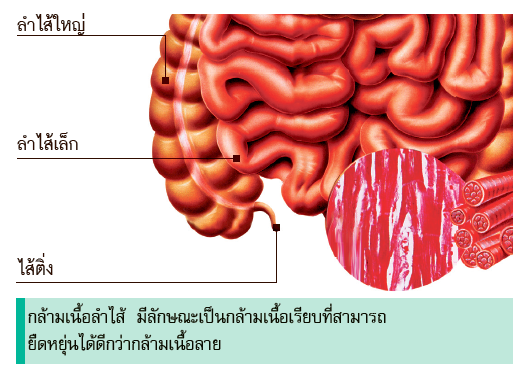 ลำไส้ใหญ่
ลำไส้เล็ก
ไส้ติ่ง
กล้ามเนื้อลำไส้ มีลักษณะเป็นกล้ามเนื้อเรียบที่สามารถ
ยืดหยุ่นได้ดีกว่ากล้ามเนื้อลาย